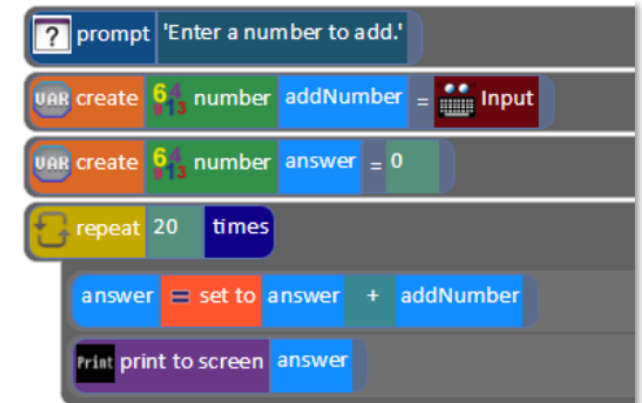 ? prompt 'Enter a number to add.'
VAR create 64 913 number addNumber = Input
VAR create 64 913 number answer = 0
repeat 20 times
answer = set to answer + addNumber
Print print to screen answer